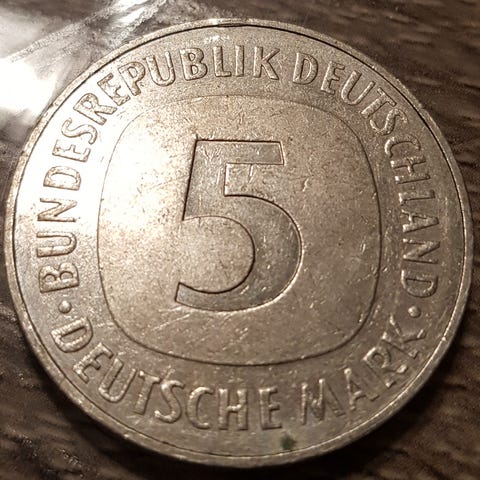 BUNDESREPUBLIK DEUTSCHLAND
5
· DEUTSCHE MARK ·